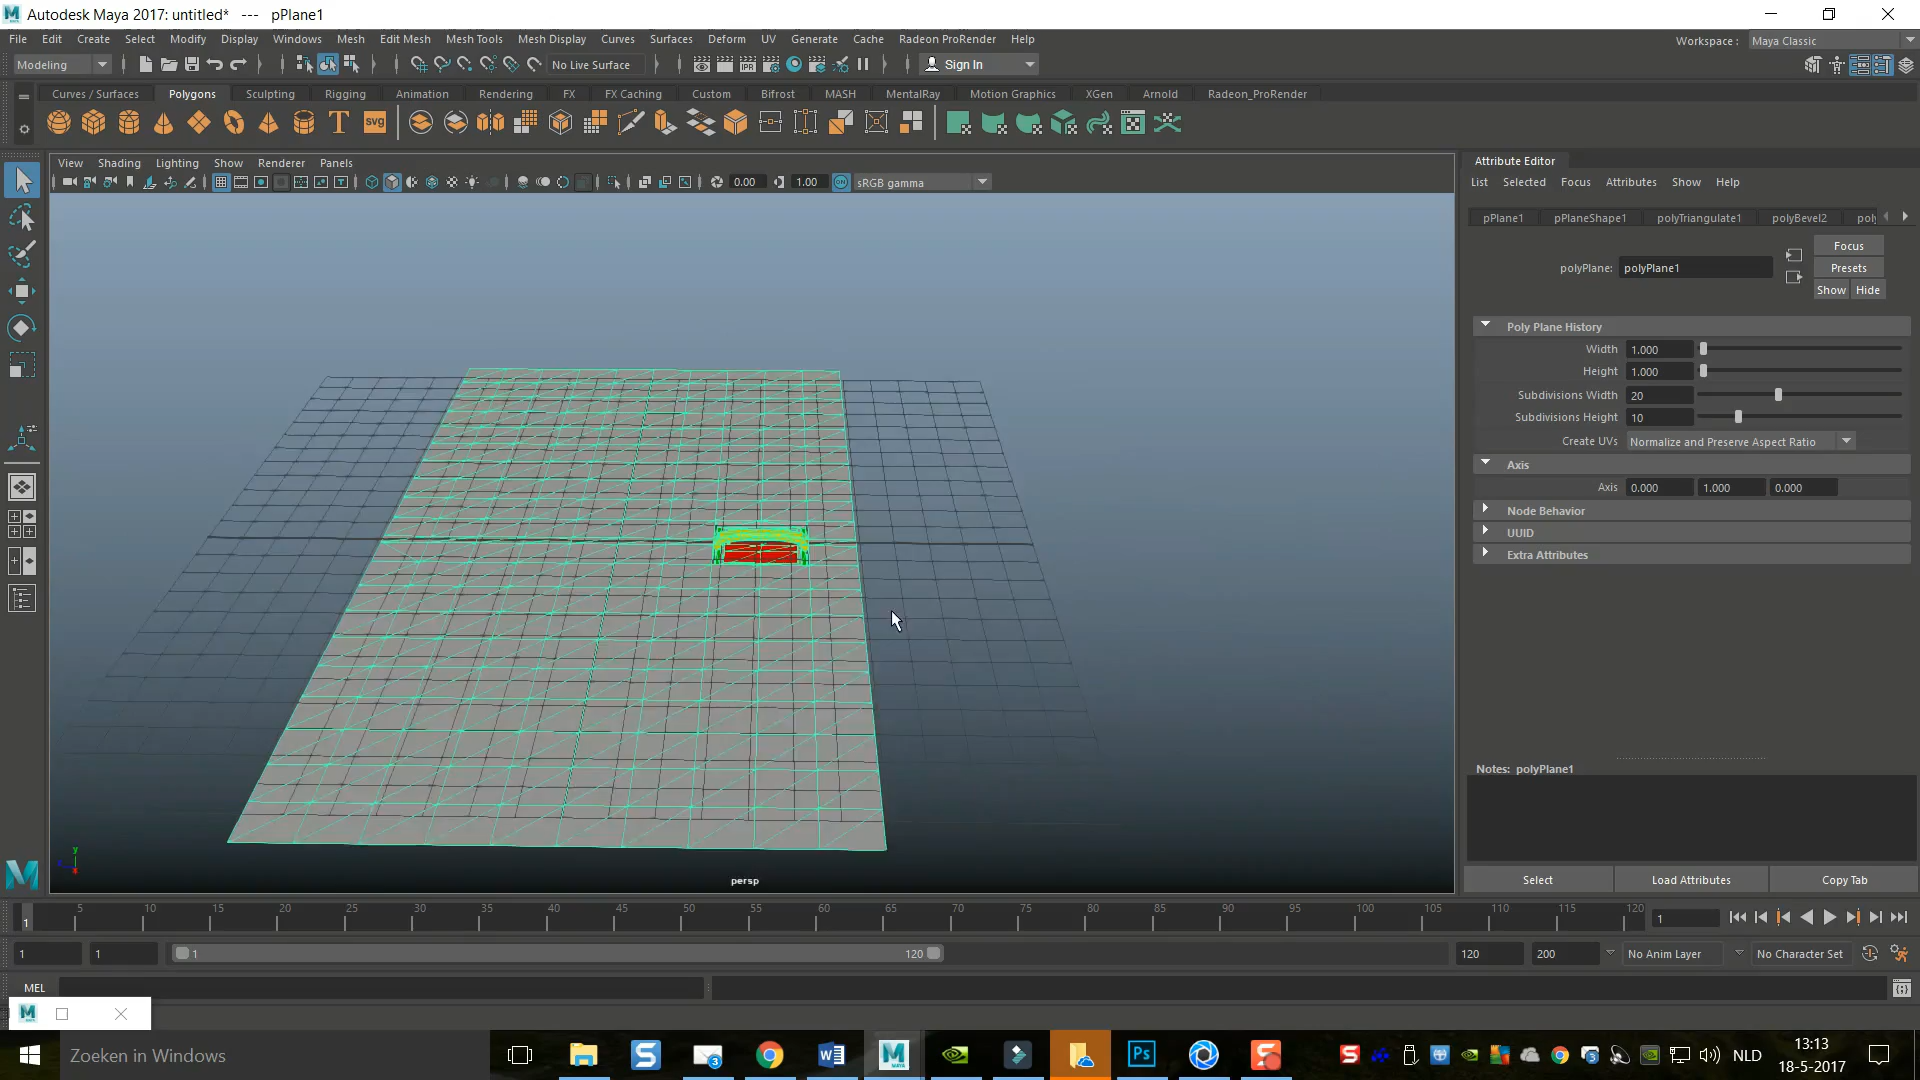 Autodesk Maya 2017: untitled* --- pPlane1
File Edit Create Select Modify Display Windows Mesh Edit Mesh Mesh Tools Mesh Display Curves Surfaces Deform UV Generate Cache Radeon ProRender Help
Workspace : Maya Classic
Modeling No Live Surface IPR Sign In
Curves / Surfaces Polygons Sculpting Rigging Animation Rendering FX FX Caching Custom Bifrost MASH MentalRay Motion Graphics XGen Arnold Radeon_ProRender
T SVG
View Shading Lighting Show Renderer Panels
0.00 1.00 ON sRGB gamma
Attribute Editor
List Selected Focus Attributes Show Help
pPlane1 pPlaneShape1 polyTriangulate1 polyBevel2 poly
Focus
polyPlane: polyPlane1 Presets
Show Hide
Poly Plane History
Width 1.000
Height 1.000
Subdivisions Width 20
Subdivisions Height 10
Create UVs Normalize and Preserve Aspect Ratio
Axis
Axis 0.000 1.000 0.000
Node Behavior
UUID
Extra Attributes
Notes: polyPlane1
y
persp
Select Load Attributes Copy Tab
1 5 10 15 20 25 30 35 40 45 50 55 60 65 70 75 80 85 90 95 100 105 110 115 120 1
1 1 1 120 120 200 No Anim Layer No Character Set
MEL
M
Zoeken in Windows
3 Ps NLD
13:13
18-5-2017